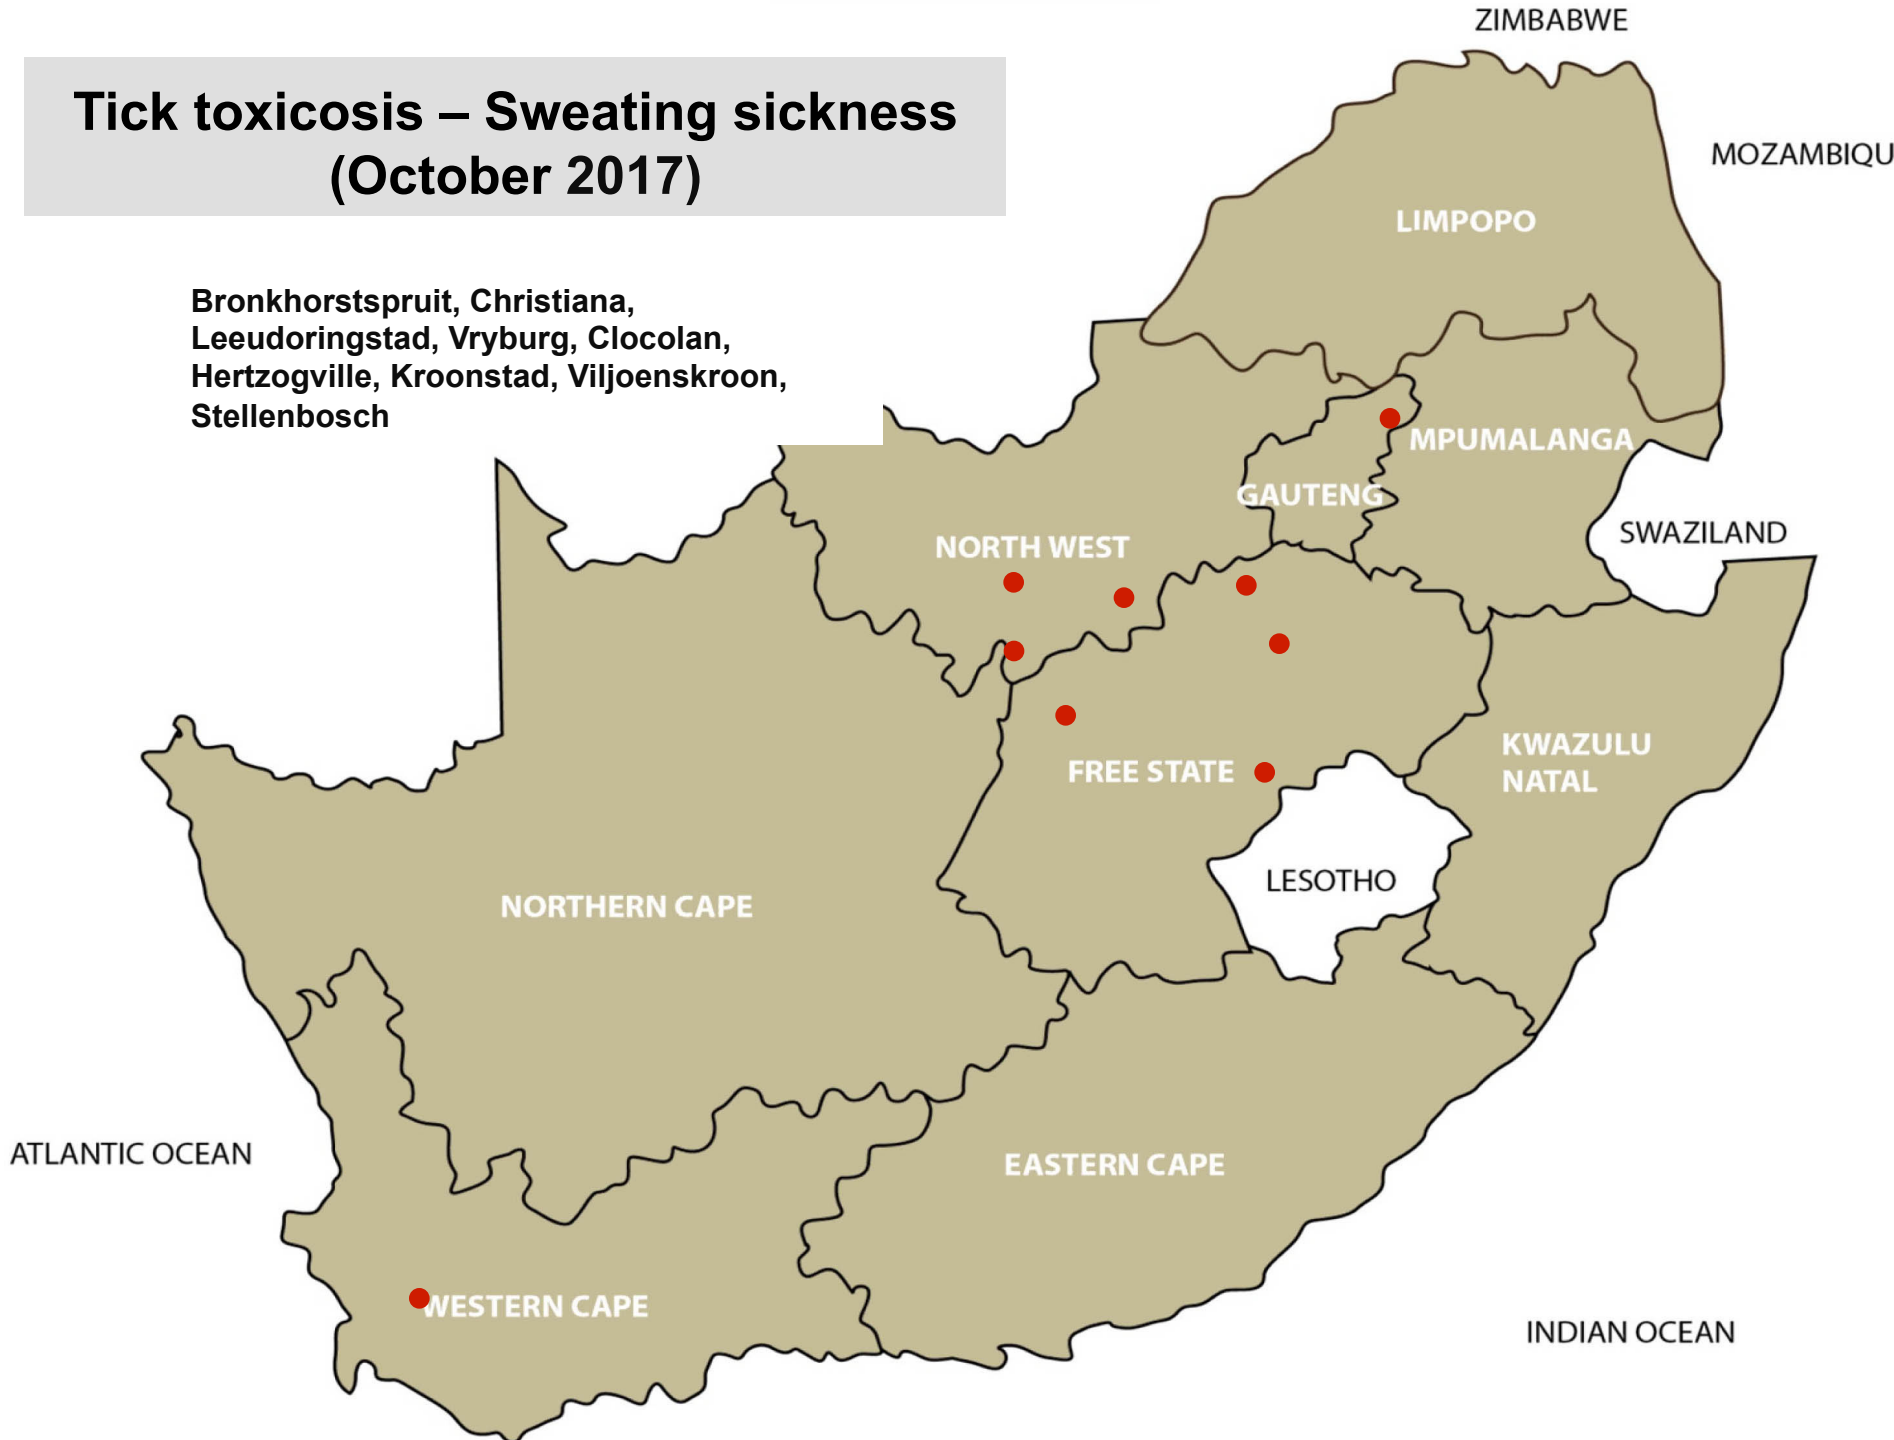 ZIMBABWE
Tick toxicosis – Sweating sickness
(October 2017)
MOZAMBIQU
LIMPOPO
Bronkhorstspruit, Christiana,
Leeudoringstad, Vryburg, Clocolan,
Hertzogville, Kroonstad, Viljoenskroon,
Stellenbosch
MPUMALANGA
GAUTENG
SWAZILAND
NORTH WEST
KWAZULU
NATAL
FREE STATE
LESOTHO
NORTHERN CAPE
ATLANTIC OCEAN
EASTERN CAPE
WESTERN CAPE
INDIAN OCEAN